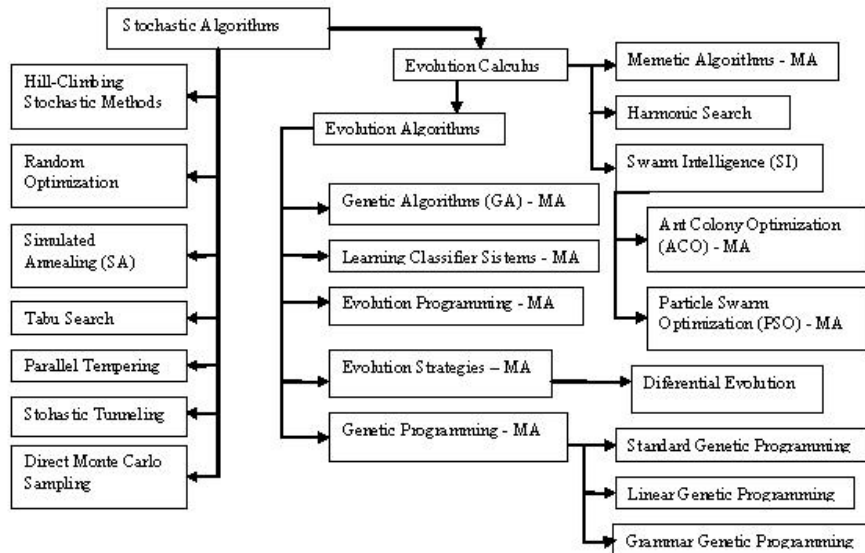 Stochastic Algorithms
Hill-Climbing
Stochastic Methods
Random
Optimization
Simulated
Annealing (SA)
Tabu Search
Parallel Tempering
Stohastic Tunneling
Direct Monte Carlo
Sampling
Evolution Calculus
Evolution Algorithms
Genetic Algorithms (GA) - MA
Learning Classifier Sistems - MA
Evolution Programming - MA
Evolution Strategies – MA
Genetic Programming - MA
Memetic Algorithms - MA
Harmonic Search
Swarm Intelligence (SI)
Ant Colony Optimization
(ACO) - MA
Particle Swarm
Optimization (PSO) - MA
Diferential Evolution
Standard Genetic Programming
Linear Genetic Programming
Grammar Genetic Programming